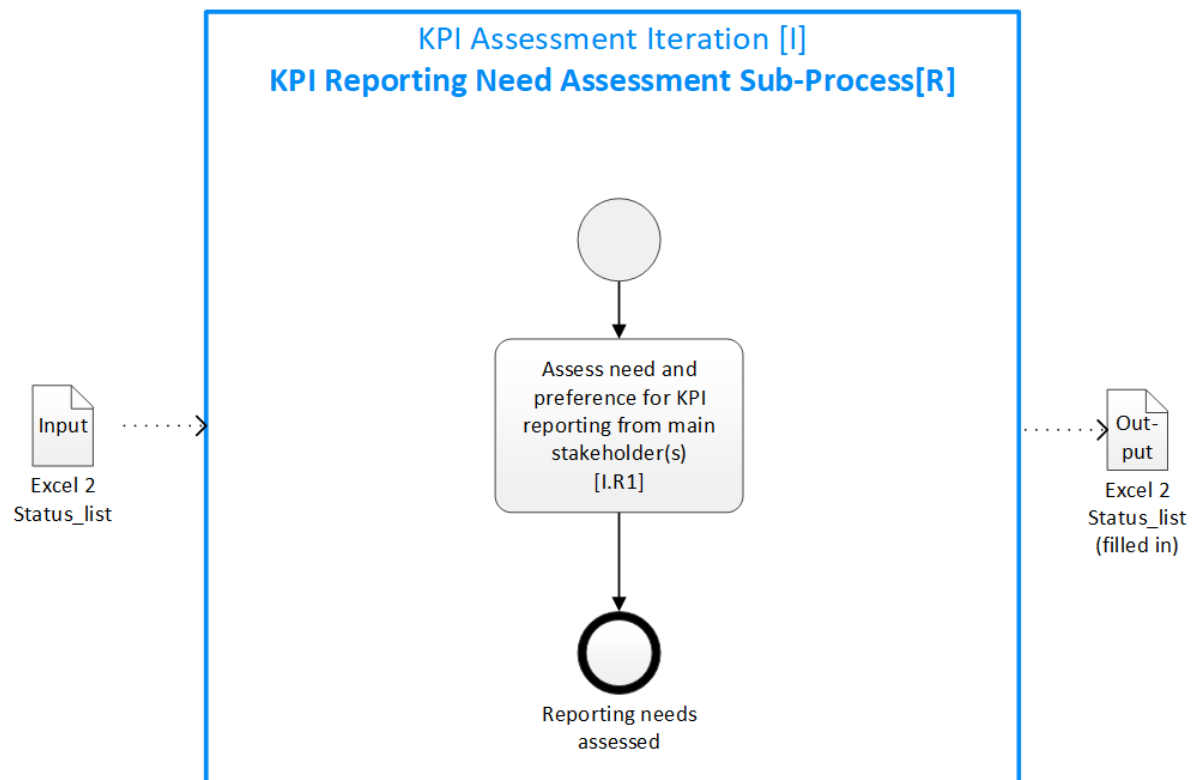 KPI Assessment Iteration [I]
KPI Reporting Need Assessment Sub-Process[R]
Assess need and
preference for KPI
reporting from main
stakeholder(s)
[I.R1]
Input
Excel 2
Status_list
Out-
put
Excel 2
Status_list
(filled in)
Reporting needs
assessed